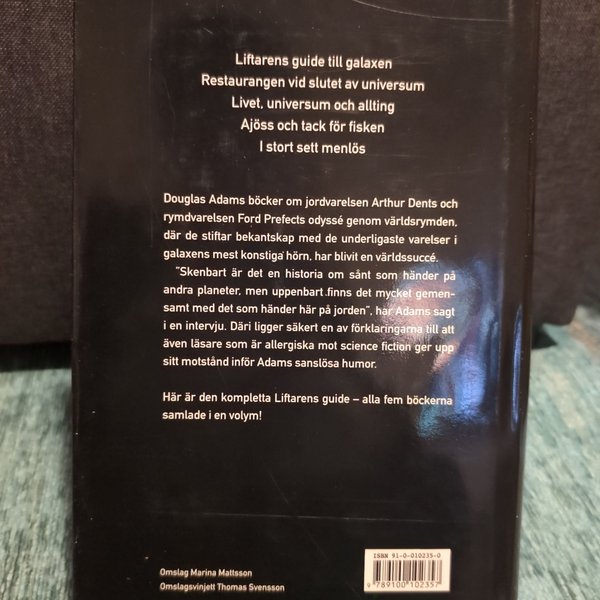 Liftarens guide till galaxen
Restaurangen vid slutet av universum
Livet, universum och allting
Ajöss och tack för fisken
I stort sett menlös
Douglas Adams böcker om jordvarelsen Arthur Dents och
rymdvarelsen Ford Prefects odyssé genom världsrymden,
där de stiftar bekantskap med de underligaste varelser i
galaxens mest konstiga hörn, har blivit en världssuccé.
"Skenbart är det en historia om sånt som händer på
andra planeter, men uppenbart finns det mycket gemen-
samt med det som händer här på jorden", har Adams sagt
i en intervju. Däri ligger säkert en av förklaringarna till att
även läsare som är allergiska mot science fiction ger upp
sitt motstånd inför Adams sanslösa humor.
Här är den kompletta Liftarens guide – alla fem böckerna
samlade i en volym!
ISBN 91-0-010235-0
9 789100 102357
Omslag Marina Mattsson
Omslagsvinjett Thomas Svensson